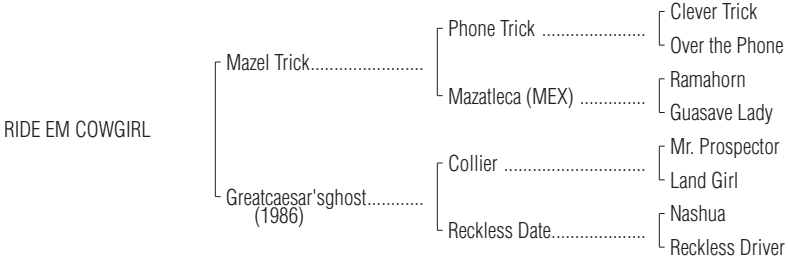 Clever Trick
Phone Trick ......................
Over the Phone
Mazel Trick........................
Ramahorn
Mazatleca (MEX) ..............
Guasave Lady
RIDE EM COWGIRL
Mr. Prospector
Collier ..............................
Land Girl
Greatcaesar'sghost............
(1986)
Nashua
Reckless Date....................
Reckless Driver